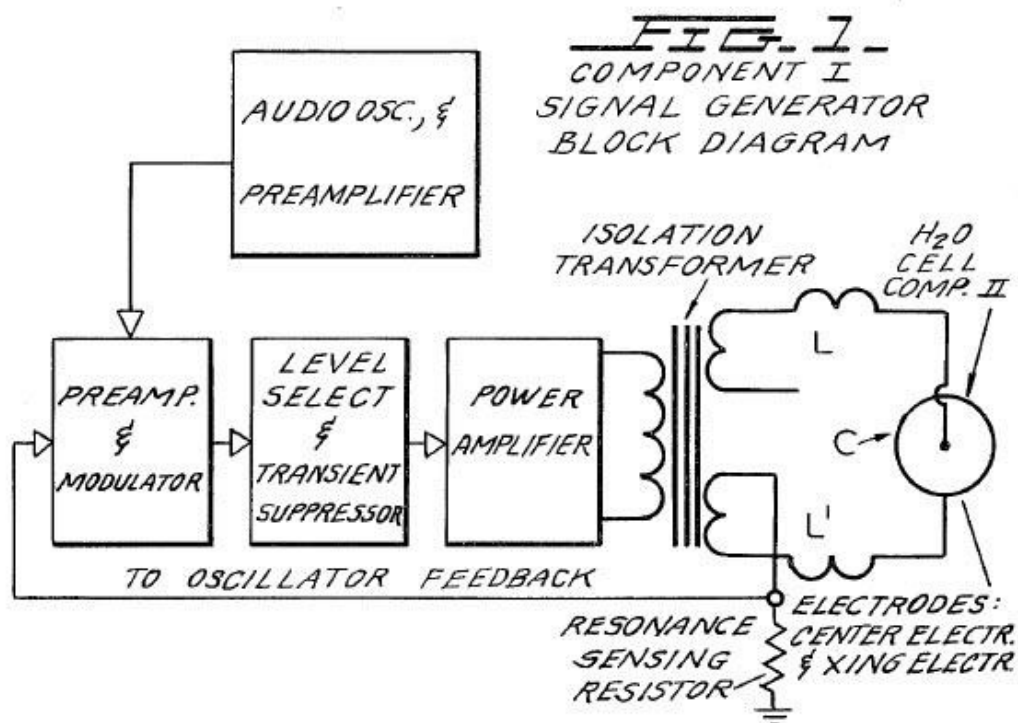 FIG. 1.
COMPONENT I
SIGNAL GENERATOR
BLOCK DIAGRAM
AUDIO OSC., &
PREAMPLIFIER
ISOLATION
TRANSFORMER
H₂O
CELL
COMP. II
PREAMP.
&
MODULATOR
LEVEL
SELECT
&
TRANSIENT
SUPPRESSOR
POWER
AMPLIFIER
L
C
L'
TO OSCILLATOR FEEDBACK
RESONANCE
SENSING
RESISTOR
ELECTRODES:
CENTER ELECTR.
& XING ELECTR.